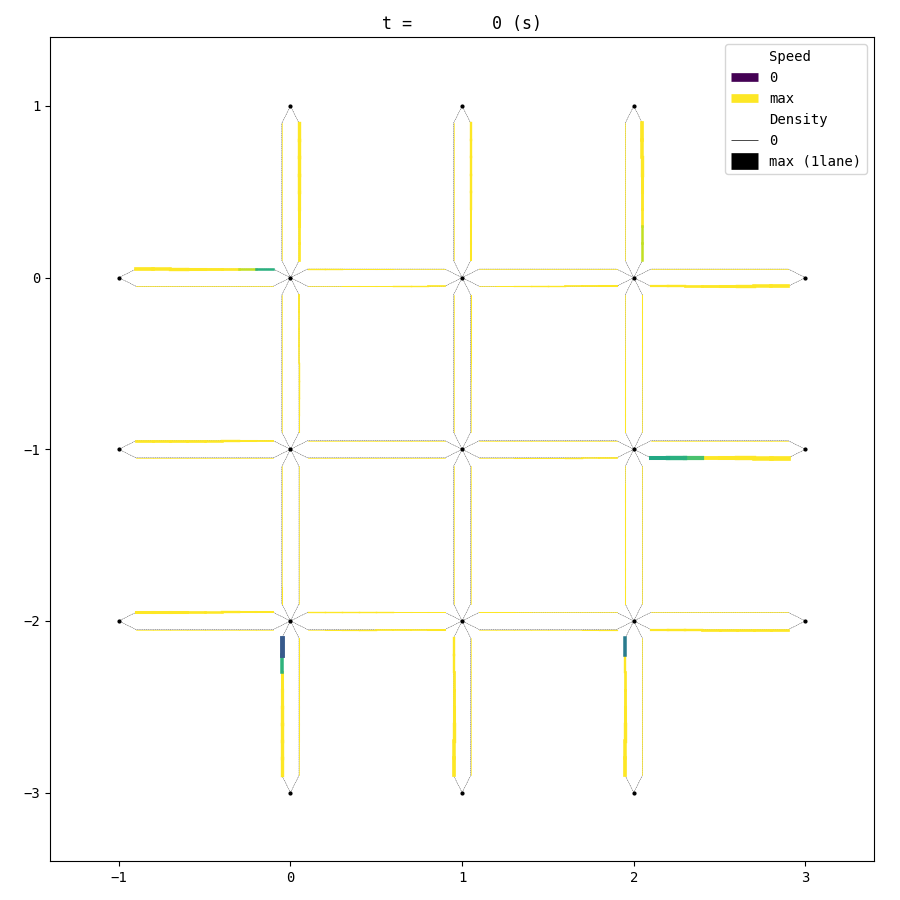 t =        0 (s)
Speed
0
max
Density
0
max (1lane)
1
0
−1
−2
−3
−1 0 1 2 3